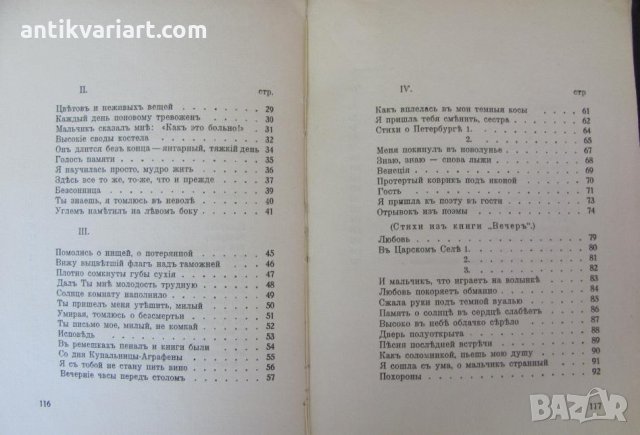 antikvariart.com
II.
стр.
Цвѣтовъ и неживыхъ вещей 29
Каждый день поновому тревоженъ 30
Мальчикъ сказалъ мнѣ: «Какъ это больно!» 31
Высокіе своды костела 32
Онъ длится безъ конца—янтарный, тяжкій день 34
Голосъ памяти 35
Я научилась просто, мудро жить 36
Здѣсь все то же, то-же, что и прежде 37
Безсонница 39
Ты знаешь, я томлюсь въ неволѣ 40
Углемъ намѣтилъ на лѣвомъ боку 41
III.
Помолись о нищей, о потерянной 45
Вижу выцвѣтшій флагъ надъ таможней 46
Плотно сомкнуты губы сухія 47
Далъ Ты мнѣ молодость трудную 48
Солнце комнату наполнило 49
Ты пришелъ меня утѣшить, милый 50
Умирая, томлюсь о безсмертьи 51
Ты письмо мое, милый, не комкай 52
Исповѣдь 53
Въ ремешкахъ пеналъ и книги были 54
Со дня Купальницы-Аграфены 55
Я съ тобой не стану пить вино 56
Вечерніе часы передъ столомъ 57
116
IV.
стр
Какъ вплелась въ мои темныя косы 61
Я пришла тебя смѣнить, сестра 62
Стихи о Петербургѣ 1. 64
2.
Меня покинулъ въ новолунье 67
Знаю, знаю — снова лыжи 68
Венеція 69
Протертый коврикъ подъ иконой 70
Гость 71
Я пришла къ поэту въ гости 73
Отрывокъ изъ поэмы 74
(Стихи изъ книги „Вечеръ".)
Любовь 79
Въ Царскомъ Селѣ 1. 80
2. 81
3. 82
И мальчикъ, что играетъ на волынкѣ 83
Любовь покоряетъ обманно 84
Сжала руки подъ темной вуалью 85
Память о солнцѣ въ сердцѣ слабѣетъ 86
Высоко въ небѣ облачко сѣрѣло 87
Дверь полуоткрыта 88
Пѣсня послѣдней встрѣчи 89
Какъ соломинкой, пьешь мою душу 90
Я сошла съ ума, о мальчикъ странный 91
Похороны 92
117
BAZAR